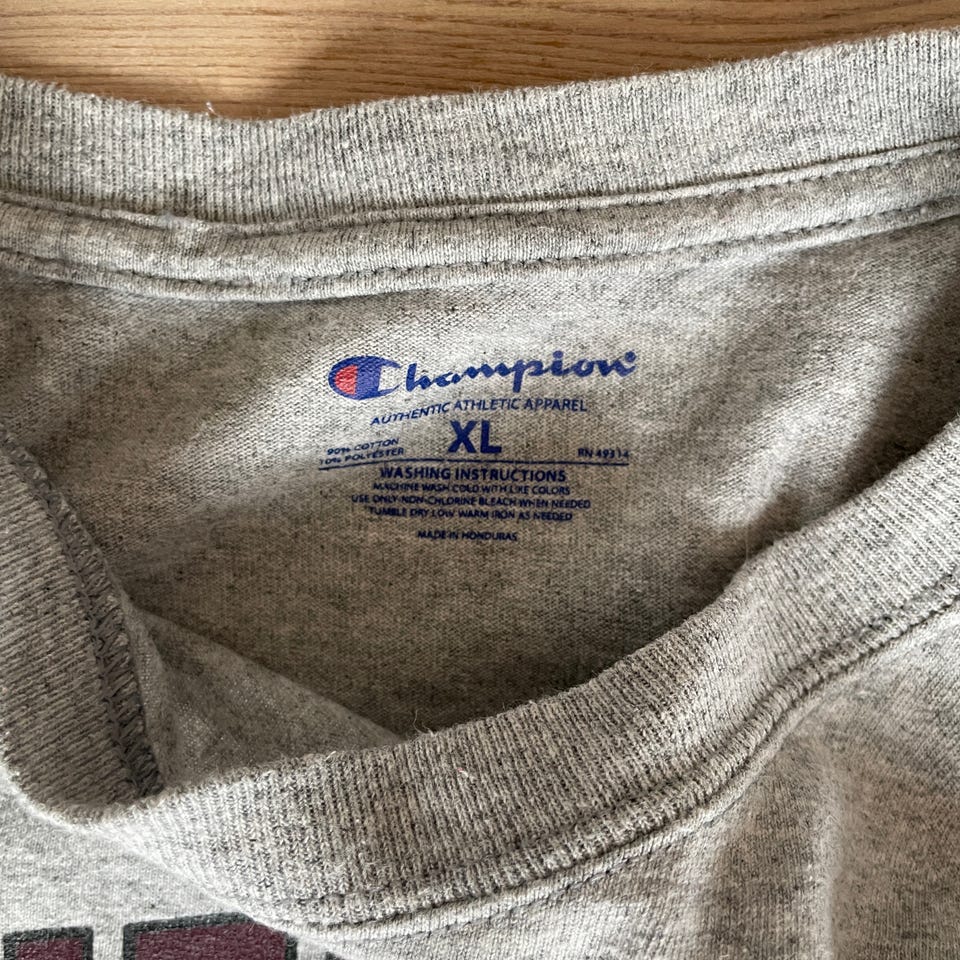 Champion
AUTHENTIC ATHLETIC APPAREL
90% COTTON
10% POLYESTER
XL
RN 49314
WASHING INSTRUCTIONS
MACHINE WASH COLD WITH LIKE COLORS
USE ONLY NON-CHLORINE BLEACH WHEN NEEDED
TUMBLE DRY LOW WARM IRON AS NEEDED
MADE IN HONDURAS